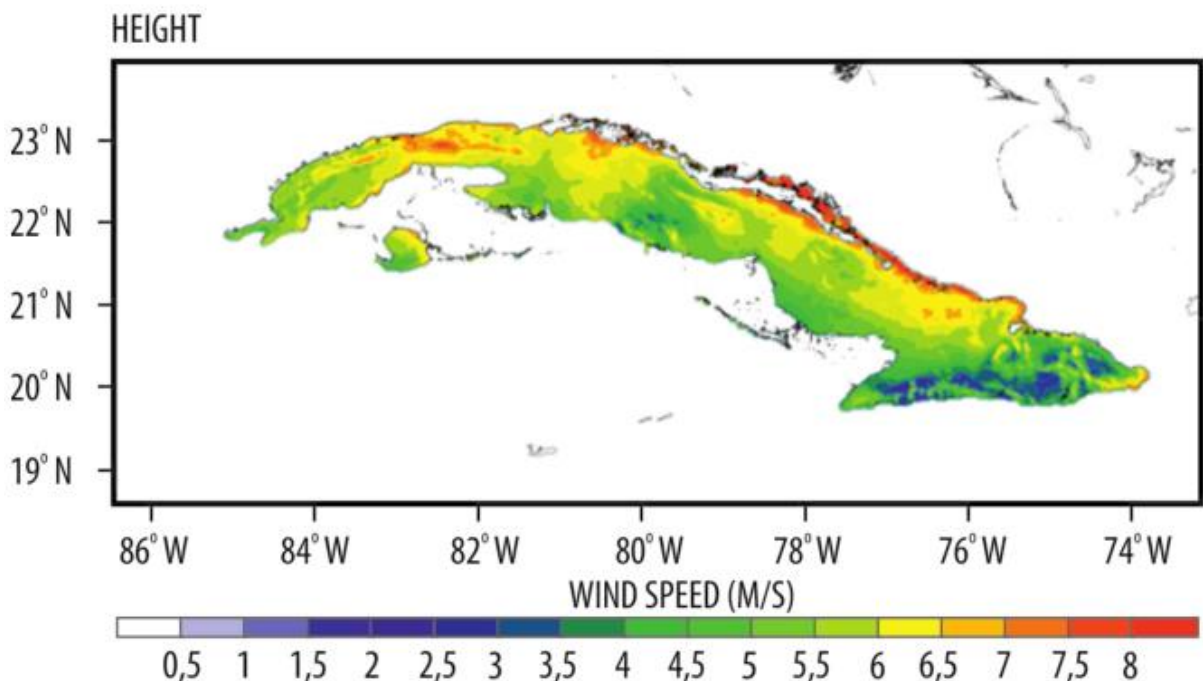 HEIGHT
23° N
22° N
21° N
20° N
19° N
86° W 84° W 82° W 80° W 78° W 76° W 74° W
WIND SPEED (M/S)
0,5 1 1,5 2 2,5 3 3,5 4 4,5 5 5,5 6 6,5 7 7,5 8